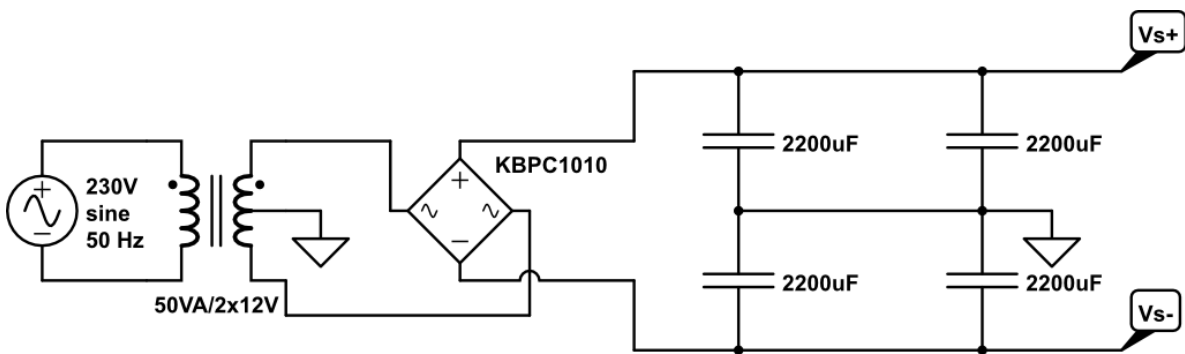 Vs+
KBPC1010
2200uF
2200uF
230V
sine
50 Hz
50VA/2x12V
2200uF
2200uF
Vs-